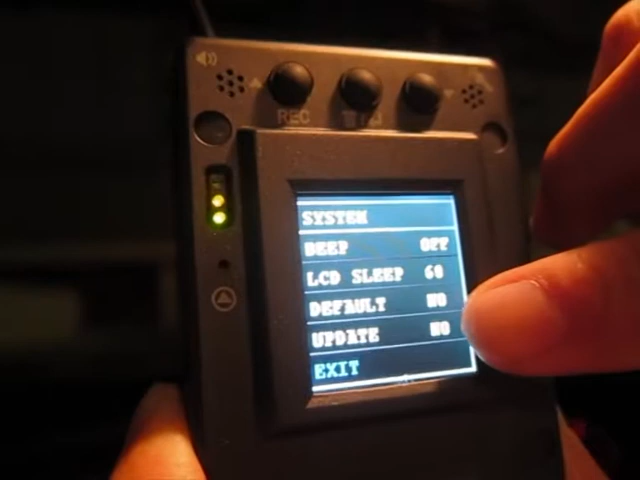 REC
SYSTEM
BEEP OFF
LCD SLEEP 60
DEFAULT NO
UPDATE NO
EXIT